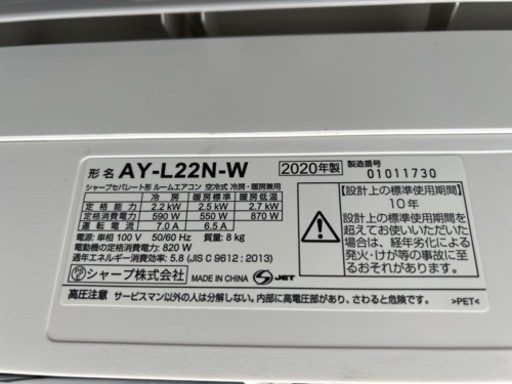 形名 AY-L22N-W 2020年製 製造番号 01011730
シャープセパレート形 ルームエアコン 空冷式 冷房・暖房兼用
冷房 暖房 暖房低温
定格能力 2.2 kW 2.5 kW 2.7 kW
定格消費電力 590 W 550 W 870 W
運転電流 7.0 A 6.5 A
電源: 単相 100 V 50/60 Hz 質量: 8 kg
電動機の定格消費電力: 820 W
通年エネルギー消費効率: 5.8 (JIS C 9612 : 2013)
シャープ株式会社 MADE IN CHINA JET
【設計上の標準使用期間】
10年
設計上の標準使用期間を
超えてお使いいただいた
場合は、経年劣化による
発火・けが等の事故に至
るおそれがあります。
高圧注意 サービスマン以外の人は分解しない。内部に高電圧部があり、さわると危険です。 >PET<